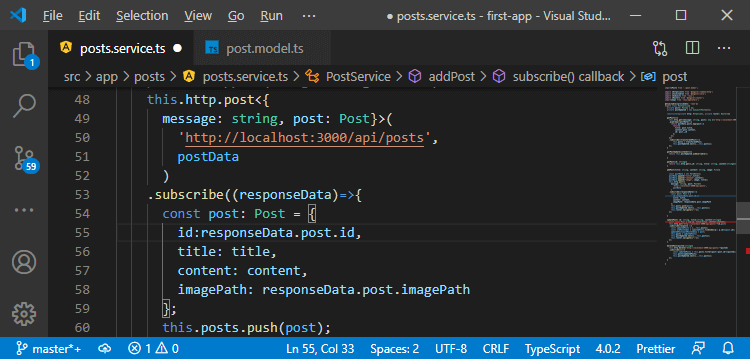 File Edit Selection View Go Run ··· ● posts.service.ts - first-app - Visual Stud...
posts.service.ts ● TS post.model.ts
src > app > posts > posts.service.ts > PostService > addPost > subscribe() callback > post
1
59
48 this.http.post<{
49 message: string, post: Post}>(
50 'http://localhost:3000/api/posts',
51 postData
52 )
53 .subscribe((responseData)=>{
54 const post: Post = {
55 id:responseData.post.id,
56 title: title,
57 content: content,
58 imagePath: responseData.post.imagePath
59 };
60 this.posts.push(post);
master*+ 1 0 Ln 55, Col 33 Spaces: 2 UTF-8 CRLF TypeScript 4.0.2 Prettier